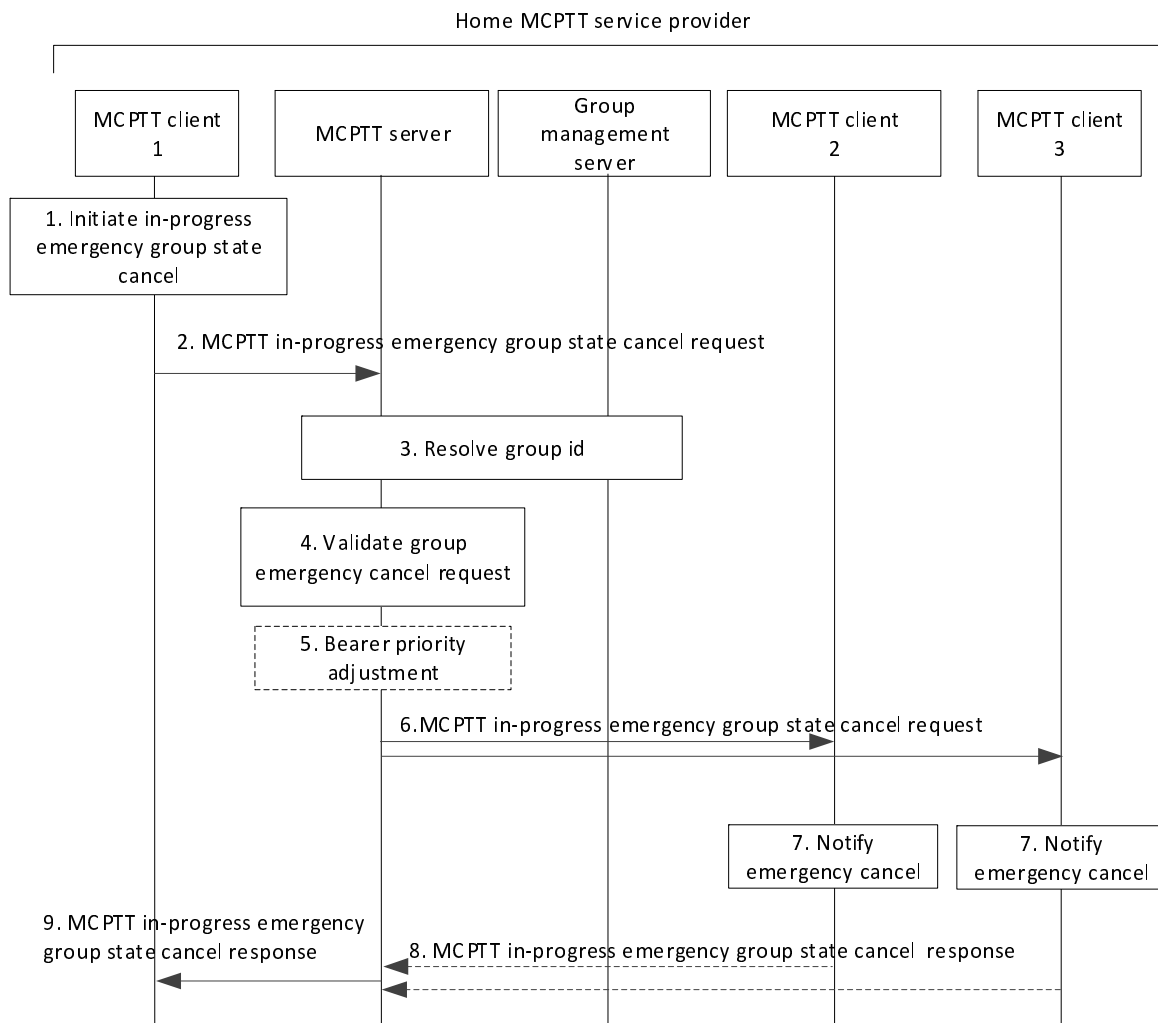 Home MCPTT service provider
MCPTT client
1
MCPTT server
Group
management
server
MCPTT client
2
MCPTT client
3
1. Initiate in-progress
emergency group state
cancel
2. MCPTT in-progress emergency group state cancel request
3. Resolve group id
4. Validate group
emergency cancel request
5. Bearer priority
adjustment
6.MCPTT in-progress emergency group state cancel request
7. Notify
emergency cancel
7. Notify
emergency cancel
9. MCPTT in-progress emergency
group state cancel response
8. MCPTT in-progress emergency group state cancel response